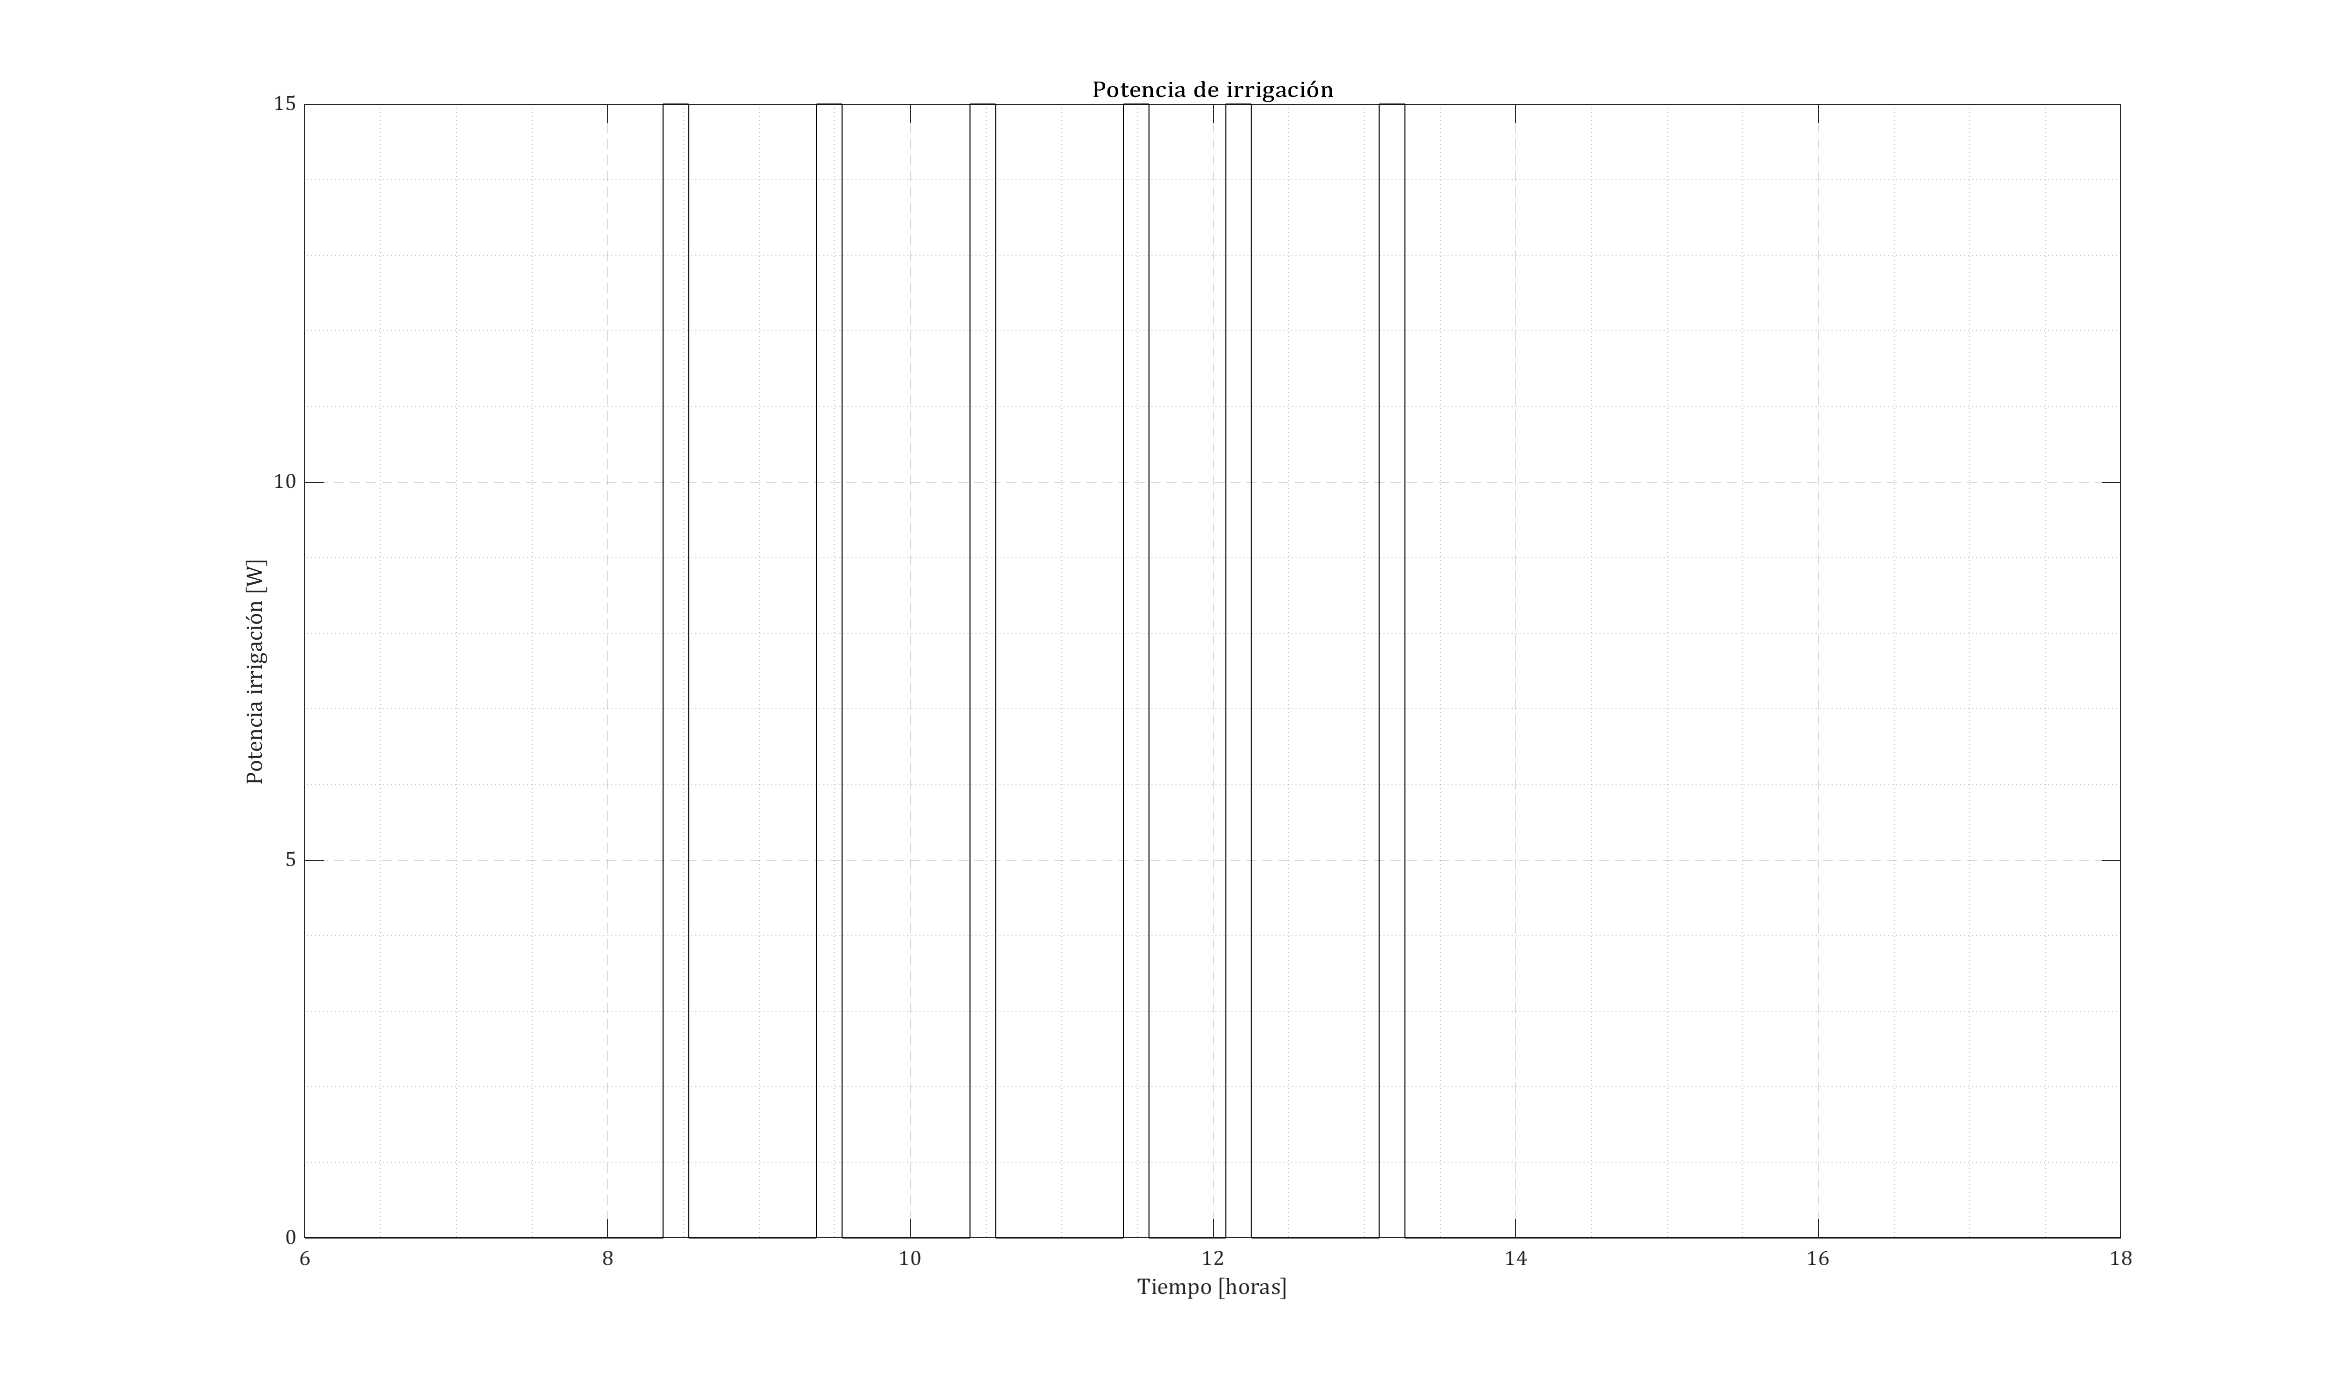 Potencia de irrigación
15
10
5
0
Potencia irrigación [W]
6 8 10 12 14 16 18
Tiempo [horas]